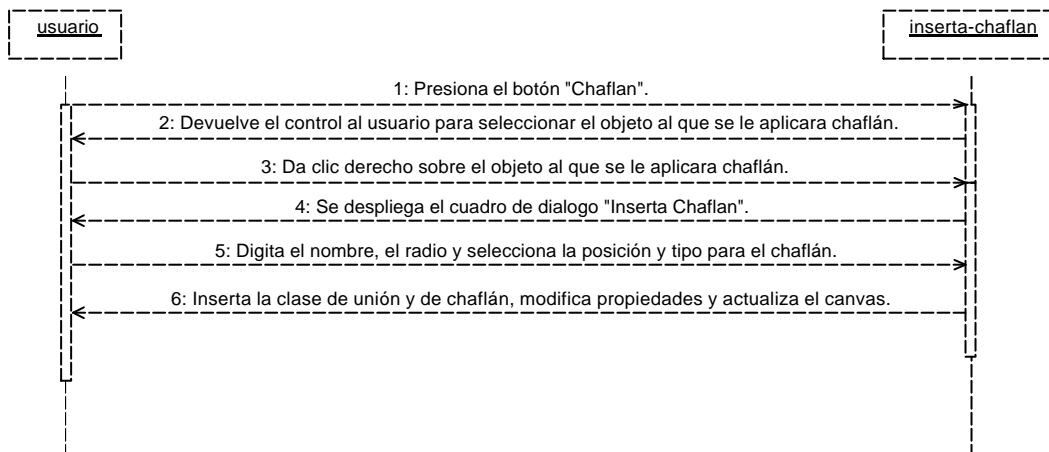 usuario
inserta-chaflan
1: Presiona el botón "Chaflan".
2: Devuelve el control al usuario para seleccionar el objeto al que se le aplicara chaflán.
3: Da clic derecho sobre el objeto al que se le aplicara chaflán.
4: Se despliega el cuadro de dialogo "Inserta Chaflan".
5: Digita el nombre, el radio y selecciona la posición y tipo para el chaflán.
6: Inserta la clase de unión y de chaflán, modifica propiedades y actualiza el canvas.